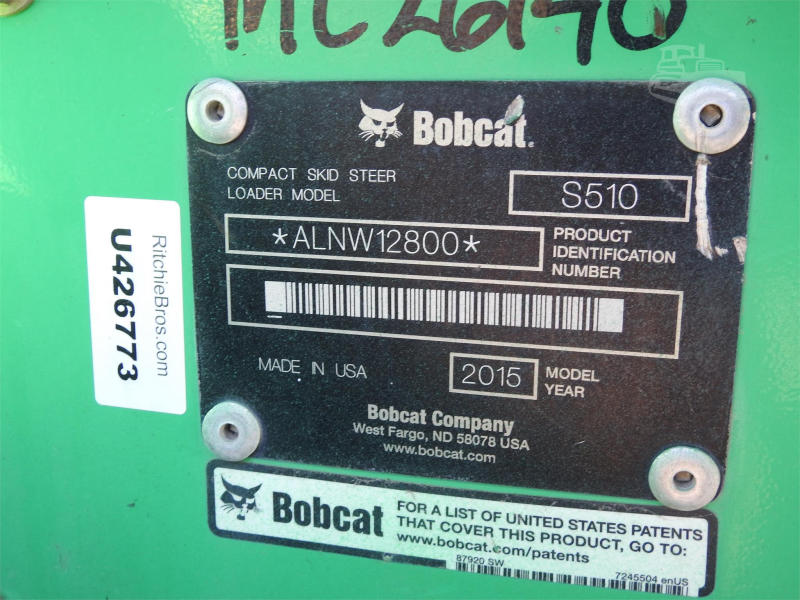 MC26140
Bobcat®
COMPACT SKID STEER
LOADER MODEL
S510
*ALNW12800*
PRODUCT
IDENTIFICATION
NUMBER
MADE IN USA
2015
MODEL
YEAR
Bobcat Company
West Fargo, ND 58078 USA
www.bobcat.com
RitchieBros.com
U426773
Bobcat
FOR A LIST OF UNITED STATES PATENTS
THAT COVER THIS PRODUCT, GO TO:
www.bobcat.com/patents
87920 SW
7245504 enUS